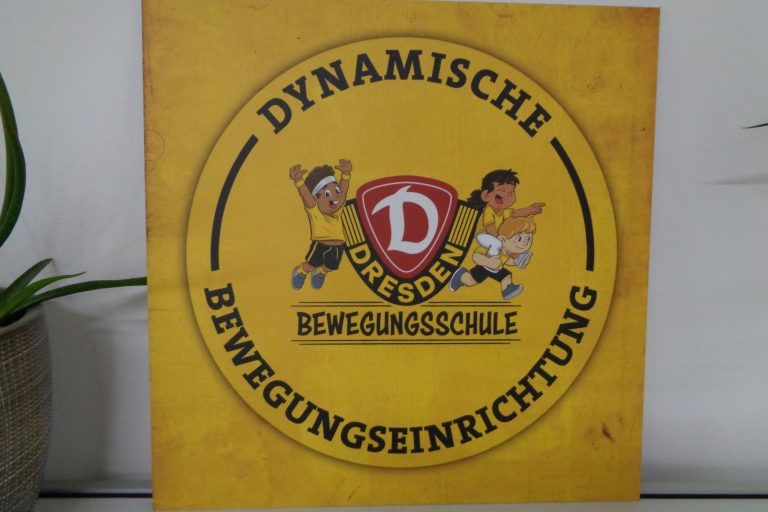 DYNAMISCHE
D
DRESDEN
BEWEGUNGSSCHULE
BEWEGUNGSEINRICHTUNG